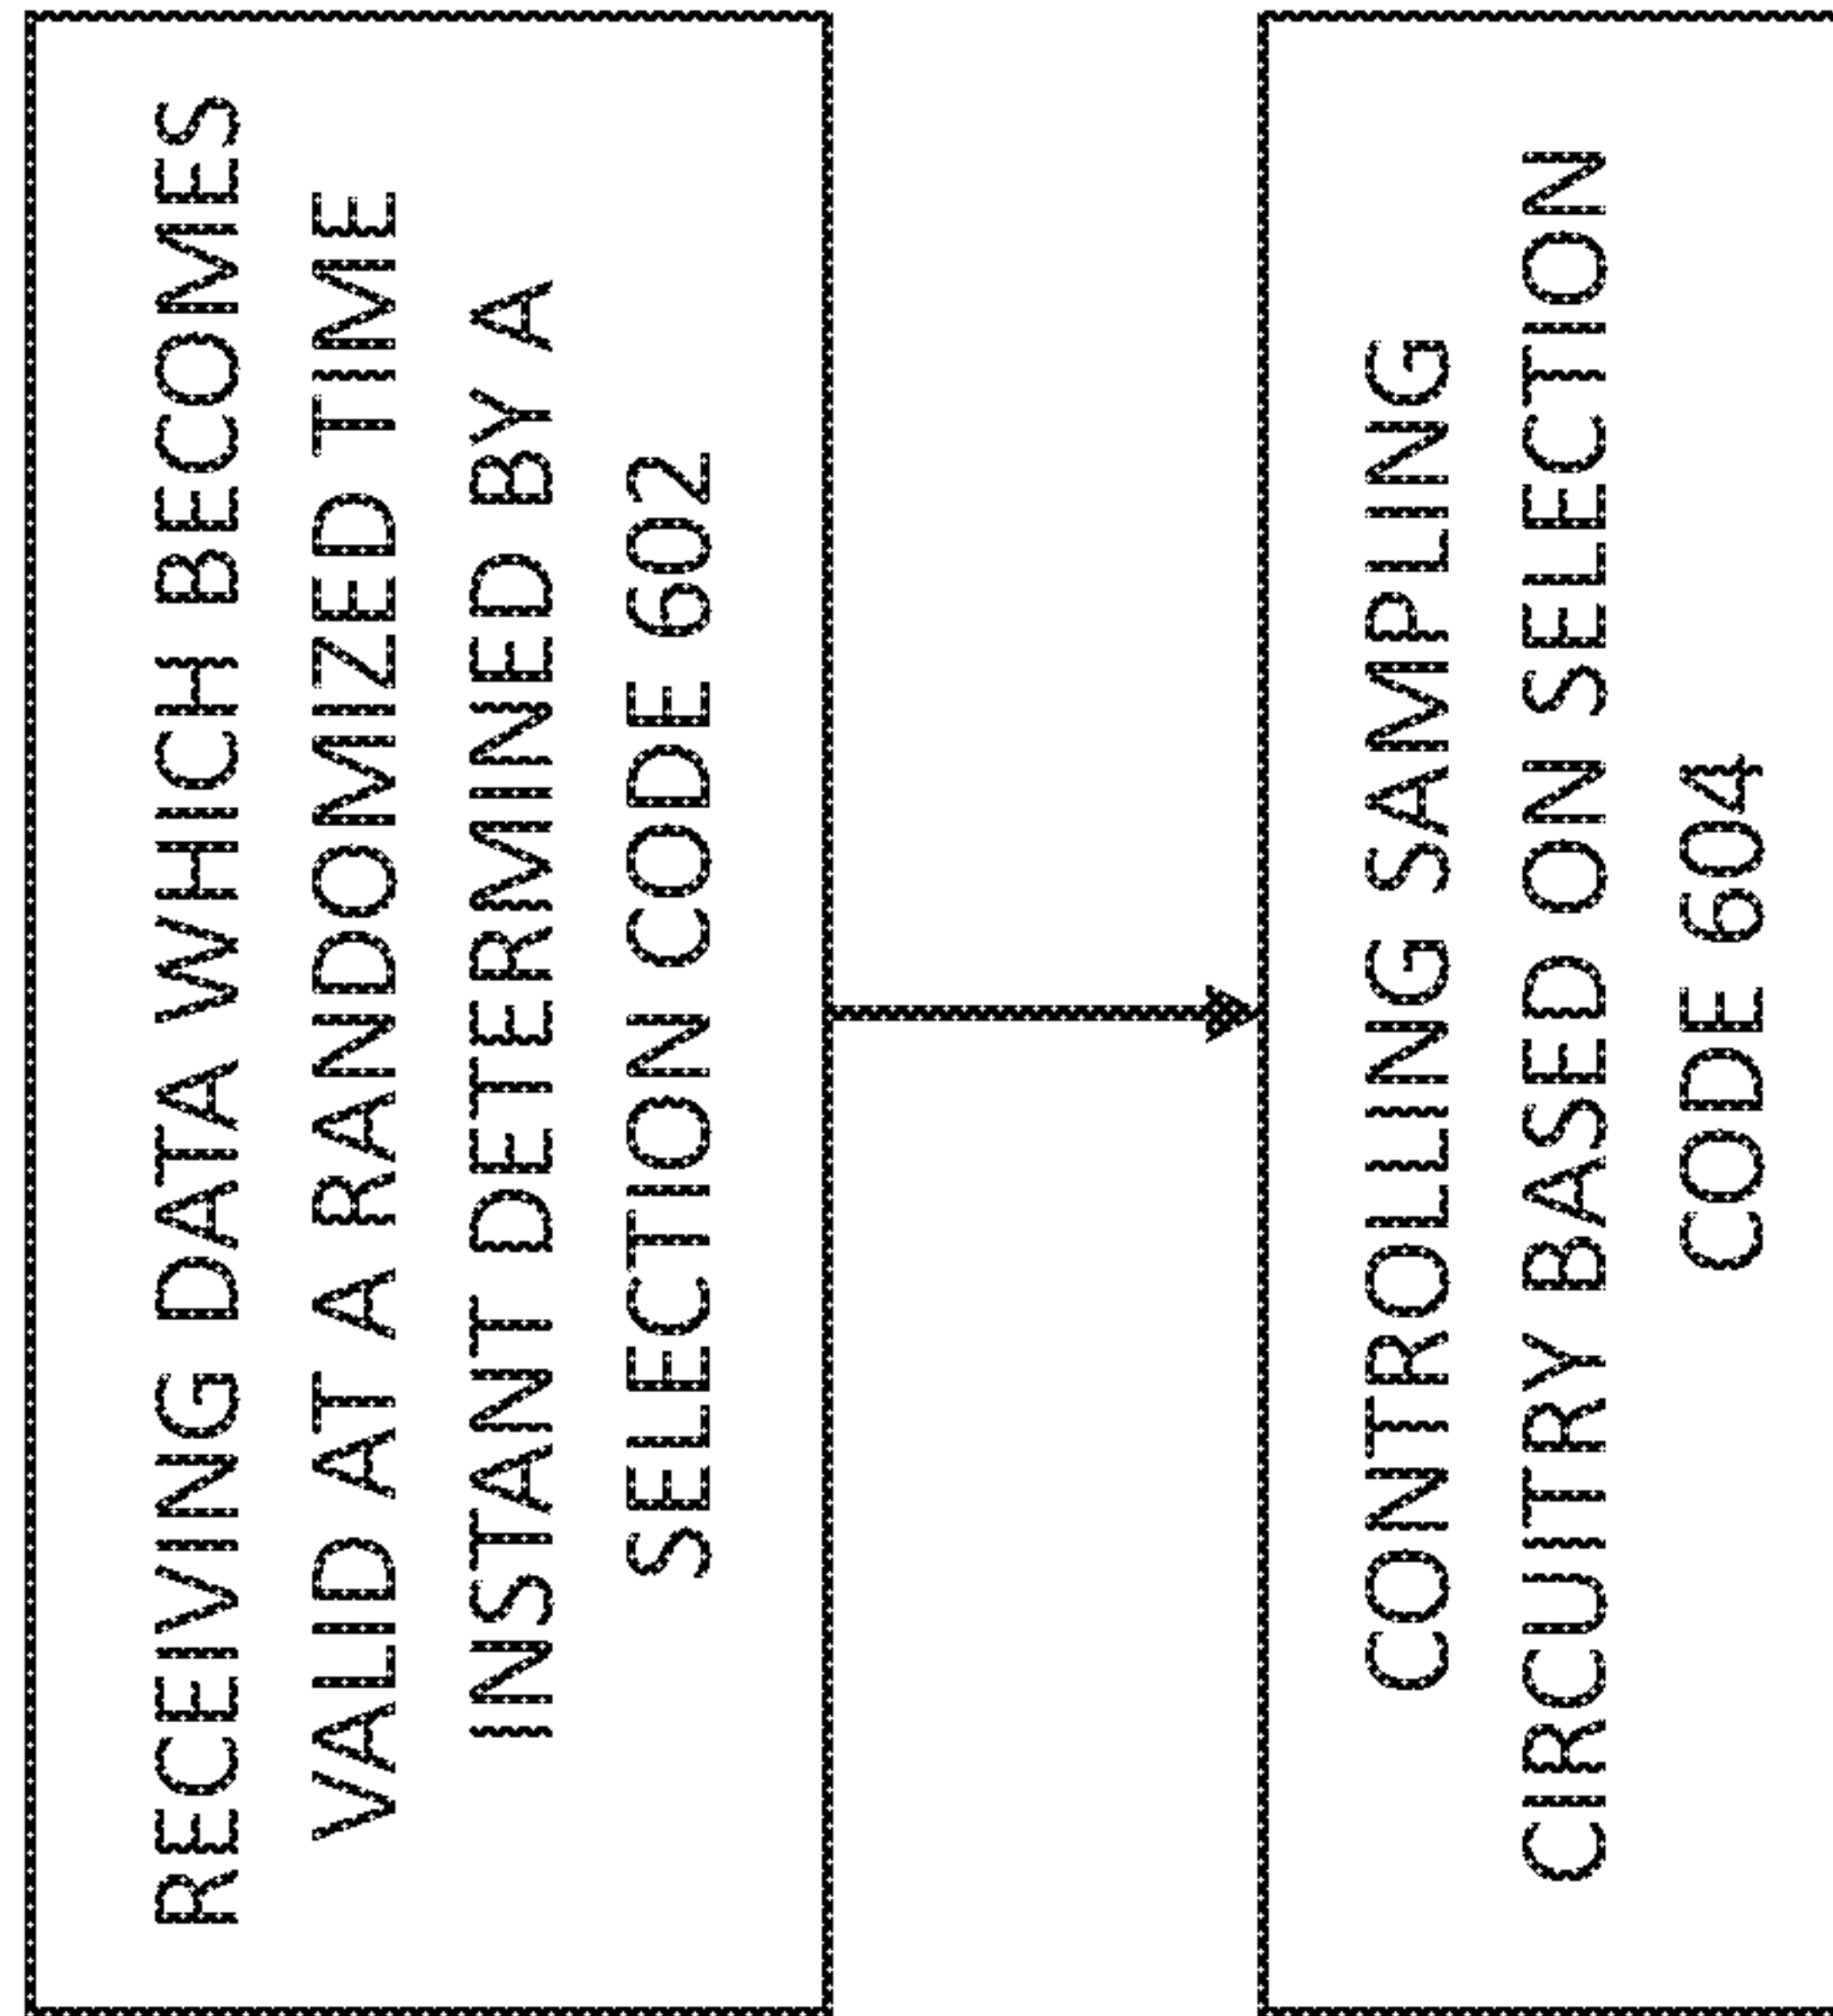 RECEIVING DATA WHICH BECOMES
VALID AT A RANDOMIZED TIME
INSTANT DETERMINED BY A
SELECTION CODE 602
CONTROLLING SAMPLING
CIRCUITRY BASED ON SELECTION
CODE 604